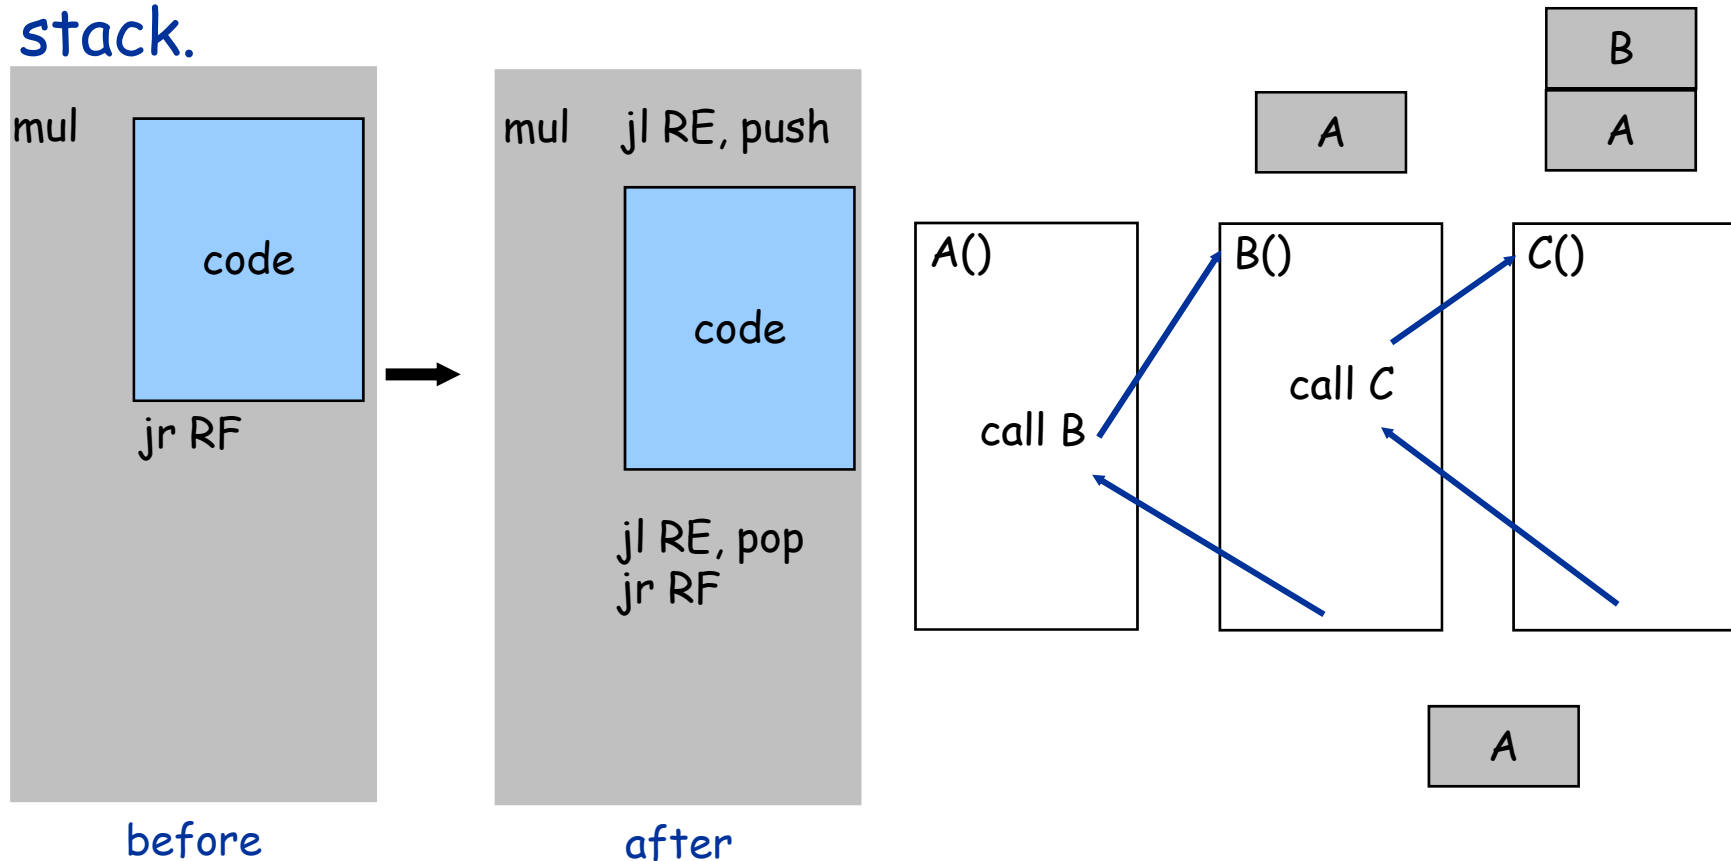 stack.
mul
code
jr RF
before
mul jl RE, push
code
jl RE, pop
jr RF
after
A
B
A
A()
call B
B()
call C
C()
A